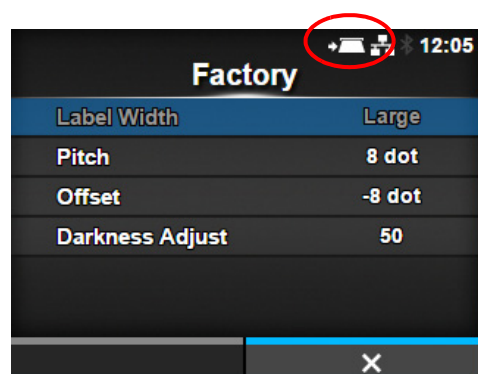 12:05
Factory
Label Width Large
Pitch 8 dot
Offset -8 dot
Darkness Adjust 50